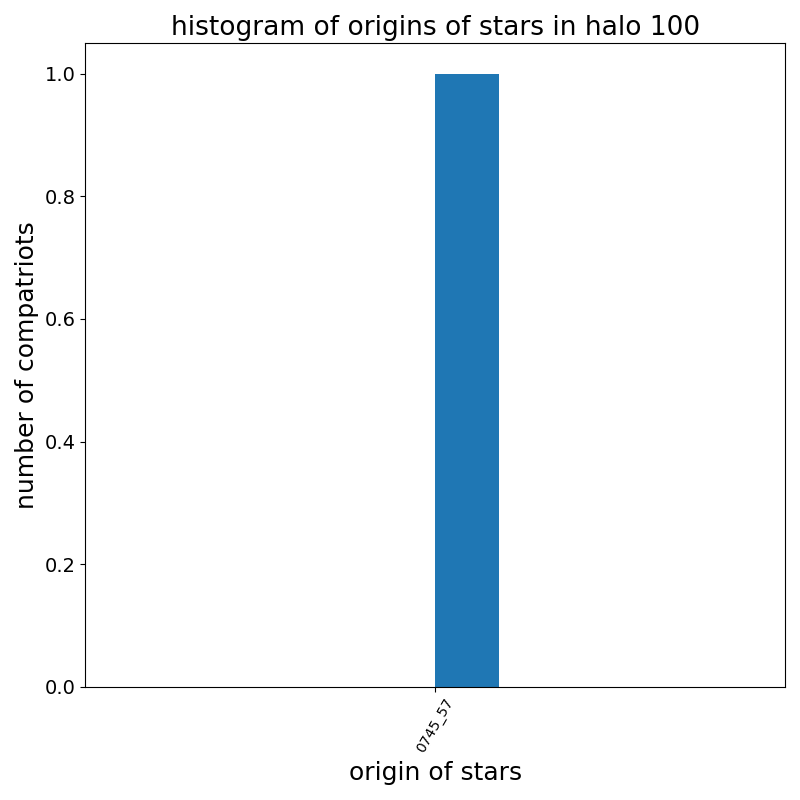 histogram of origins of stars in halo 100
number of compatriots
1.0
0.8
0.6
0.4
0.2
0.0
0745_57
origin of stars